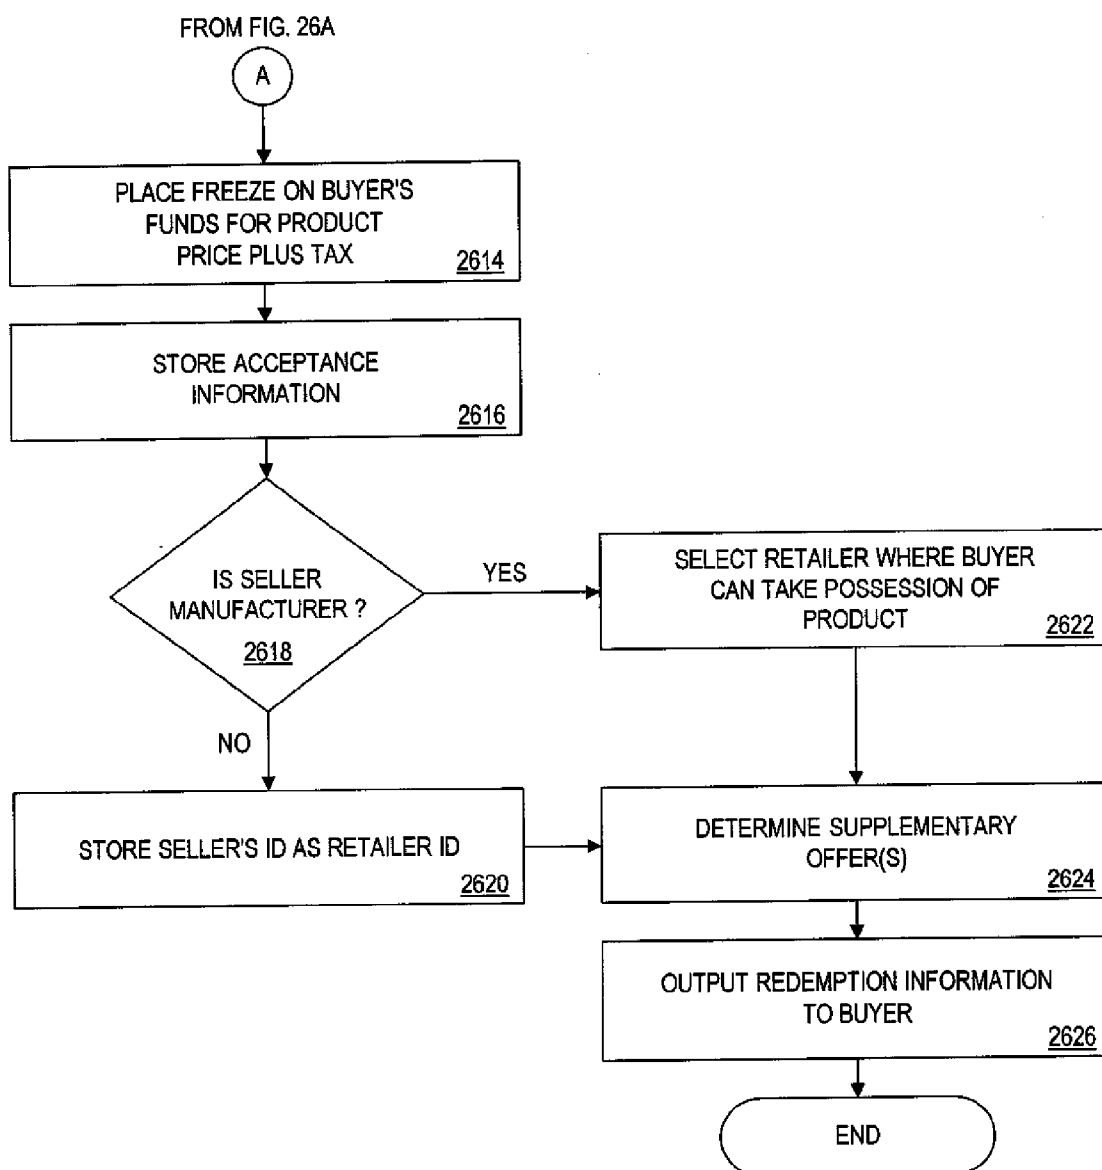 FROM FIG. 26A
A
PLACE FREEZE ON BUYER'S
FUNDS FOR PRODUCT
PRICE PLUS TAX
2614
STORE ACCEPTANCE
INFORMATION
2616
IS SELLER
MANUFACTURER ?
2618
YES
SELECT RETAILER WHERE BUYER
CAN TAKE POSSESSION OF
PRODUCT
2622
NO
STORE SELLER'S ID AS RETAILER ID
2620
DETERMINE SUPPLEMENTARY
OFFER(S)
2624
OUTPUT REDEMPTION INFORMATION
TO BUYER
2626
END